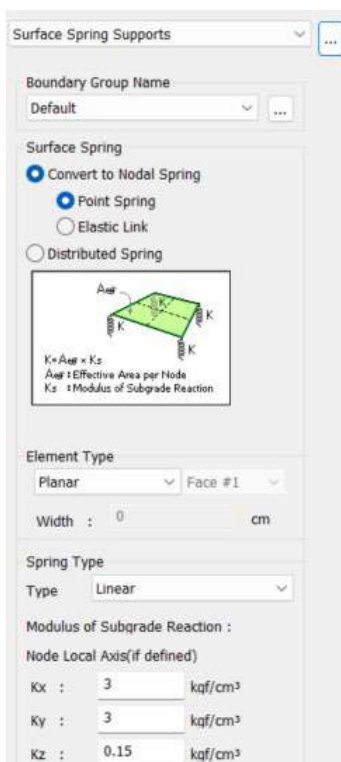 Surface Spring Supports
...
Boundary Group Name
Default
...
Surface Spring
Convert to Nodal Spring
Point Spring
Elastic Link
Distributed Spring
Aeff
K
K
K
K
K=Aeff × Ks
Aeff : Effective Area per Node
Ks : Modulus of Subgrade Reaction
Element Type
Planar Face #1
Width : 0 cm
Spring Type
Type Linear
Modulus of Subgrade Reaction :
Node Local Axis(if defined)
Kx : 3 kgf/cm³
Ky : 3 kgf/cm³
Kz : 0.15 kgf/cm³